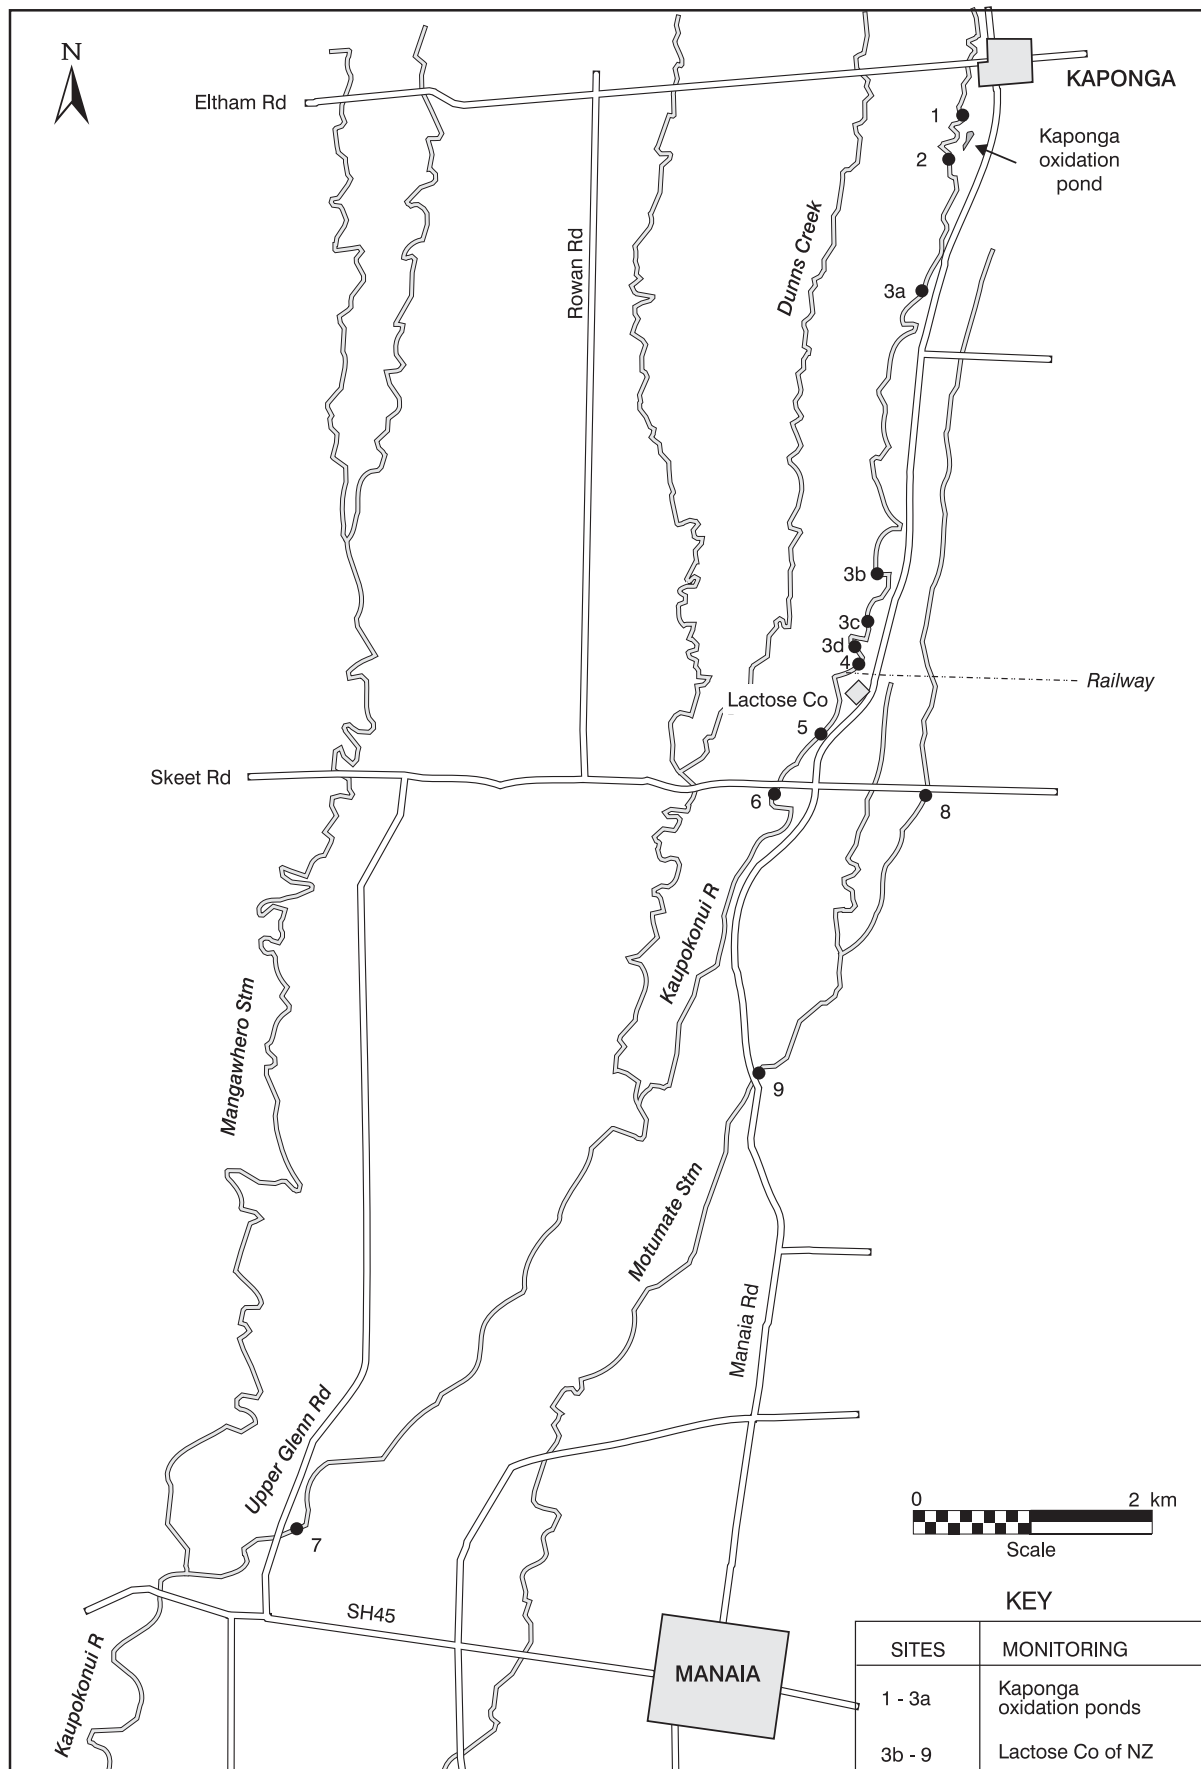 N
KAPONGA
Eltham Rd
1
Kaponga
oxidation
pond
2
Dunns Creek
Rowan Rd
3a
3b
3c
3d
4
Railway
Lactose Co
5
Skeet Rd
6
8
Kaupokonui R
Mangawhero Stm
9
Motumate Stm
Manaia Rd
Upper Glenn Rd
7
0 2 km
Scale
SH45
KEY
MANAIA
SITES MONITORING
1 - 3a Kaponga
oxidation ponds
3b - 9 Lactose Co of NZ
Kaupokonui R